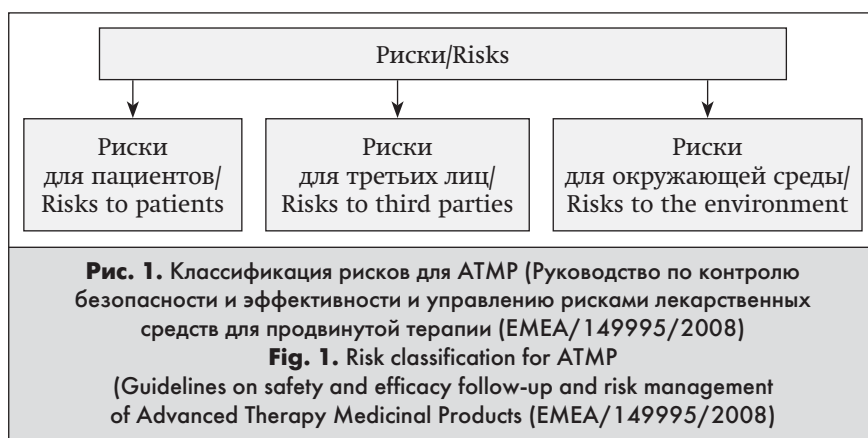 Риски/Risks
Риски
для пациентов/
Risks to patients
Риски
для третьих лиц/
Risks to third parties
Риски
для окружающей среды/
Risks to the environment
Рис. 1. Классификация рисков для ATMP (Руководство по контролю
безопасности и эффективности и управлению рисками лекарственных
средств для продвинутой терапии (EMEA/149995/2008)
Fig. 1. Risk classification for ATMP
(Guidelines on safety and efficacy follow-up and risk management
of Advanced Therapy Medicinal Products (EMEA/149995/2008)